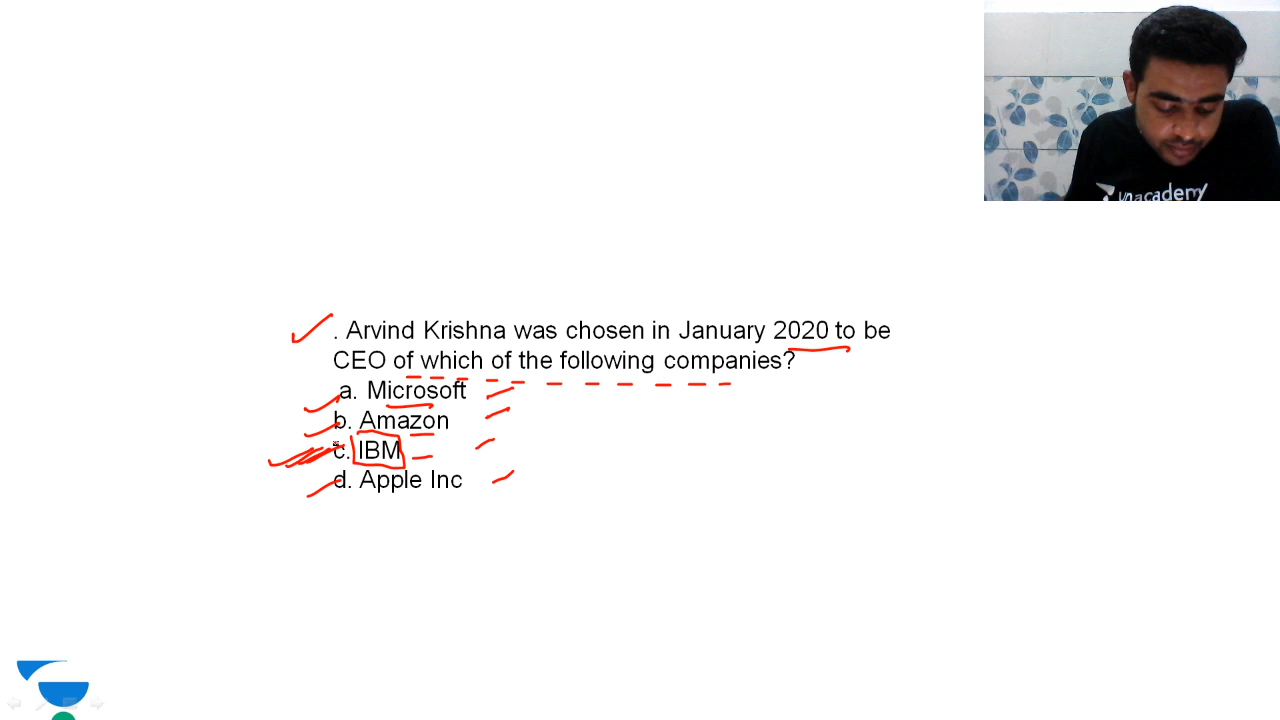 unacademy
. Arvind Krishna was chosen in January 2020 to be
CEO of which of the following companies?
a. Microsoft
b. Amazon
c. IBM
d. Apple Inc